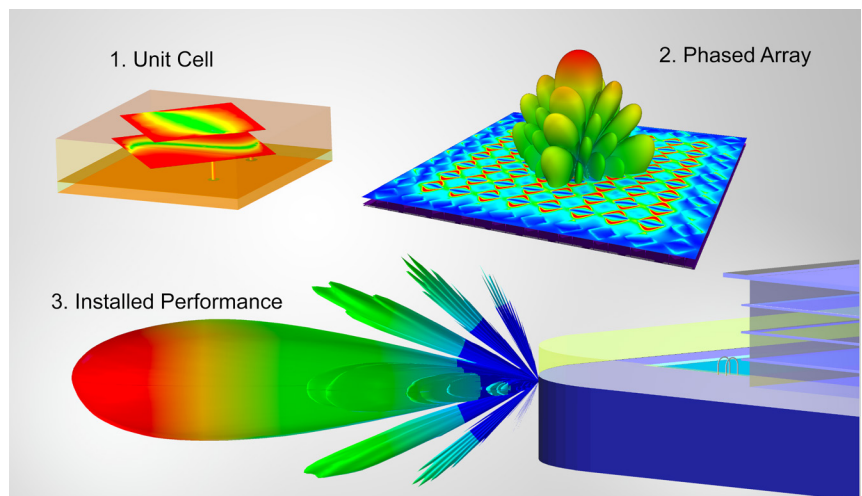 1. Unit Cell
2. Phased Array
3. Installed Performance